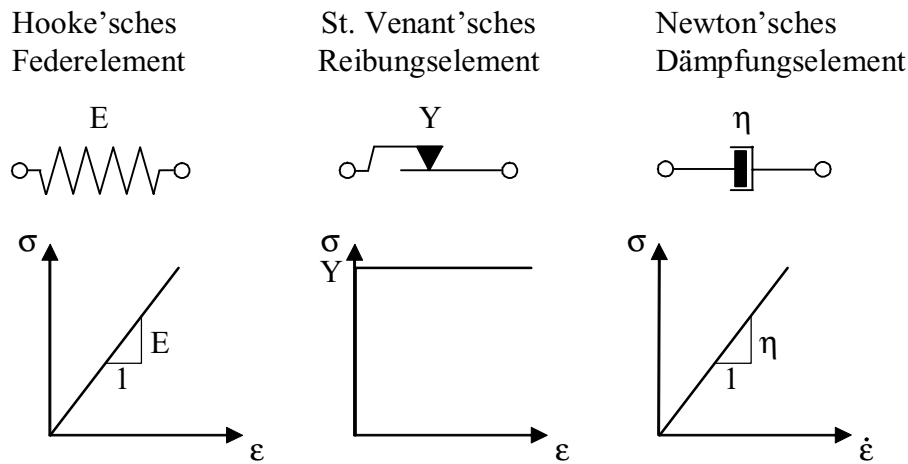 Hooke'sches
Federelement
St. Venant'sches
Reibungselement
Newton'sches
Dämpfungselement
E
Y
η
σ
E
1
ε
σ
Y
ε
σ
η
1
ε̇